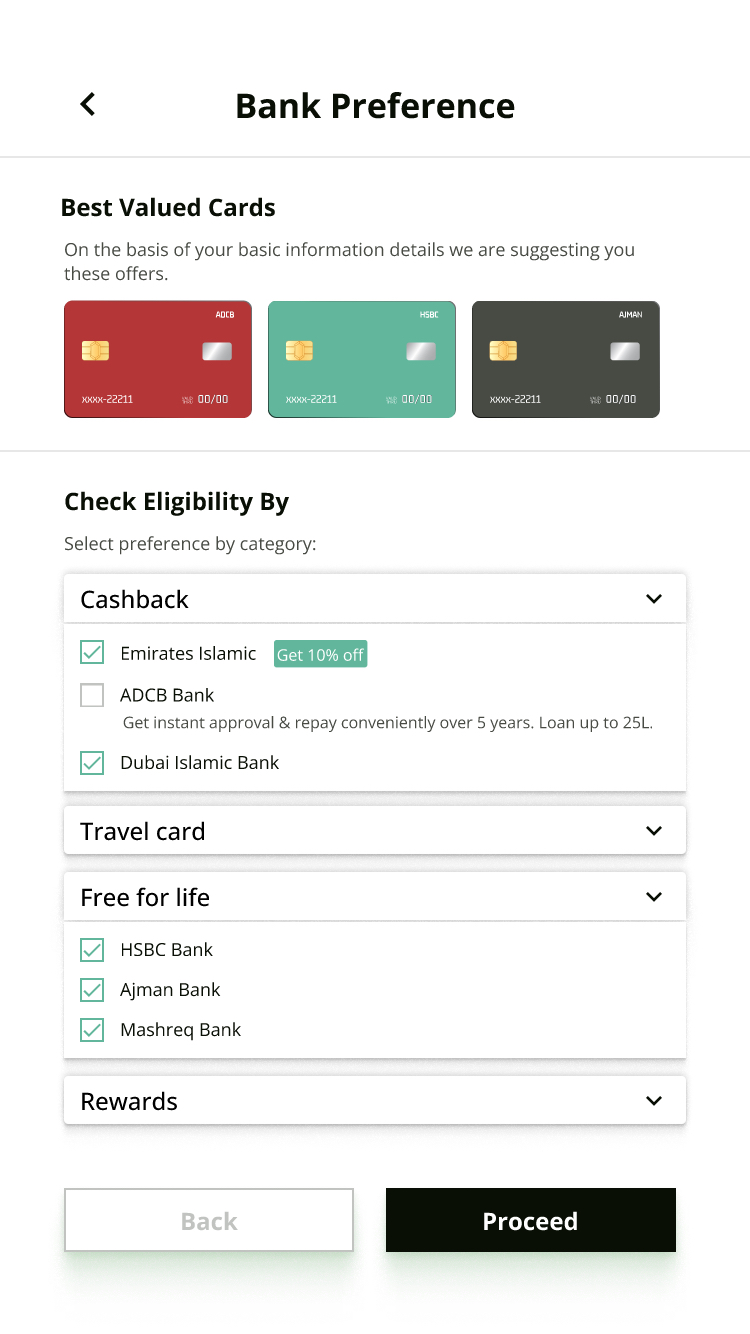 Bank Preference
Best Valued Cards
On the basis of your basic information details we are suggesting you
these offers.
ADCB
HSBC
AJMAN
xxxx-22211
00/00
xxxx-22211
00/00
xxxx-22211
00/00
Check Eligibility By
Select preference by category:
Cashback
Emirates Islamic
Get 10% off
ADCB Bank
Get instant approval & repay conveniently over 5 years. Loan up to 25L.
Dubai Islamic Bank
Travel card
Free for life
HSBC Bank
Ajman Bank
Mashreq Bank
Rewards
Back
Proceed